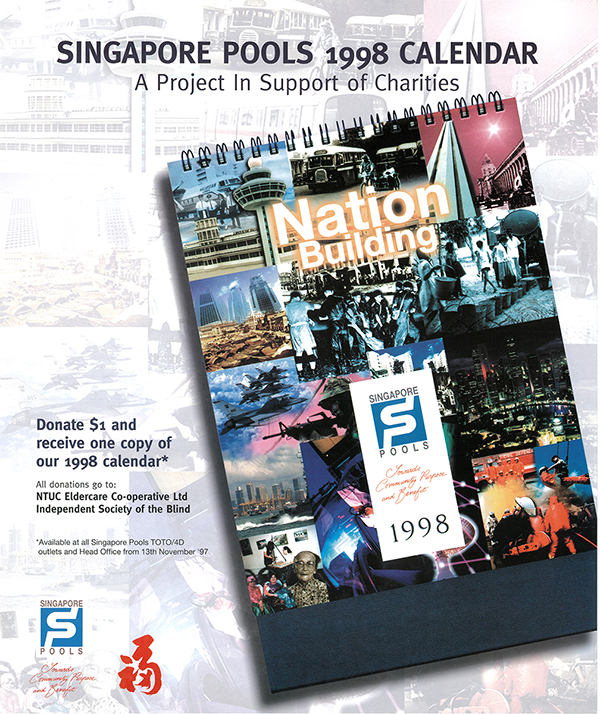 SINGAPORE POOLS 1998 CALENDAR
A Project In Support of Charities
Nation
Building
SINGAPORE
S
POOLS
Towards
Community Purpose
and Benefit
1998
Donate $1 and
receive one copy of
our 1998 calendar*
All donations go to:
NTUC Eldercare Co-operative Ltd
Independent Society of the Blind
*Available at all Singapore Pools TOTO/4D
outlets and Head Office from 13th November '97
SINGAPORE
S
POOLS
Towards
Community Purpose
and Benefit
福